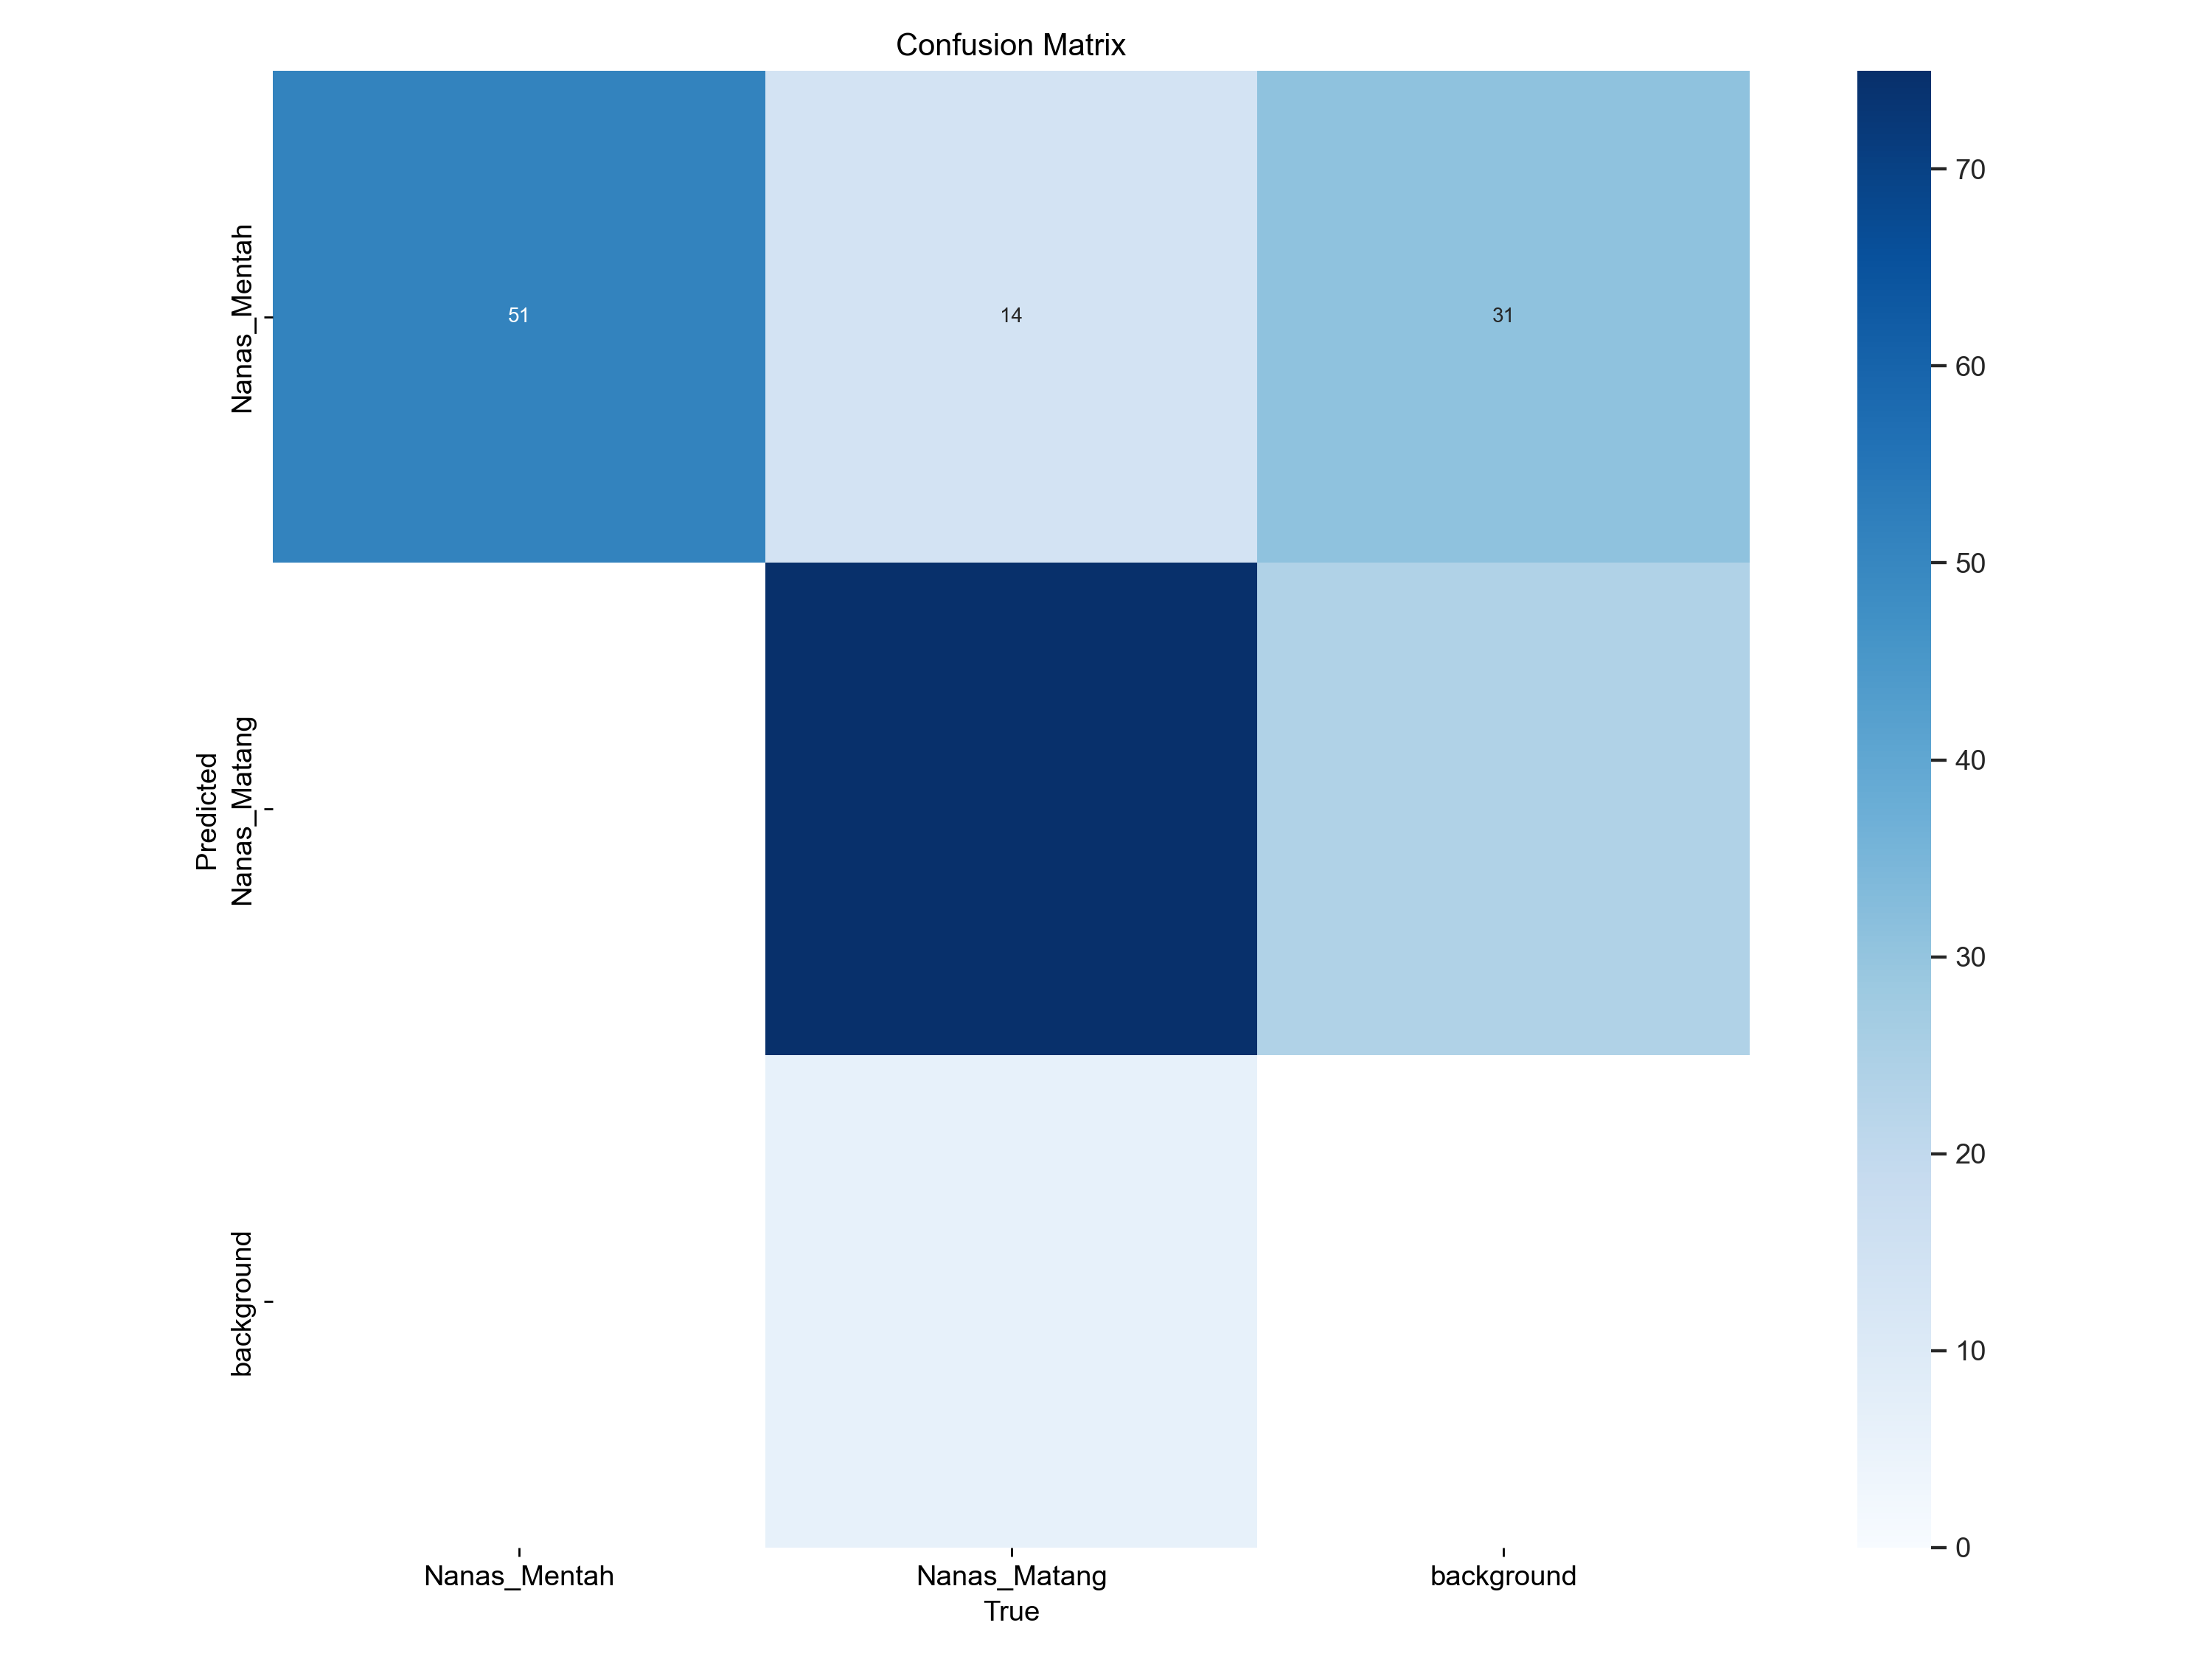 Confusion Matrix
Nanas_Mentah
51
14
31
Predicted
Nanas_Matang
background
Nanas_Mentah
Nanas_Matang
background
True
70
60
50
40
30
20
10
0